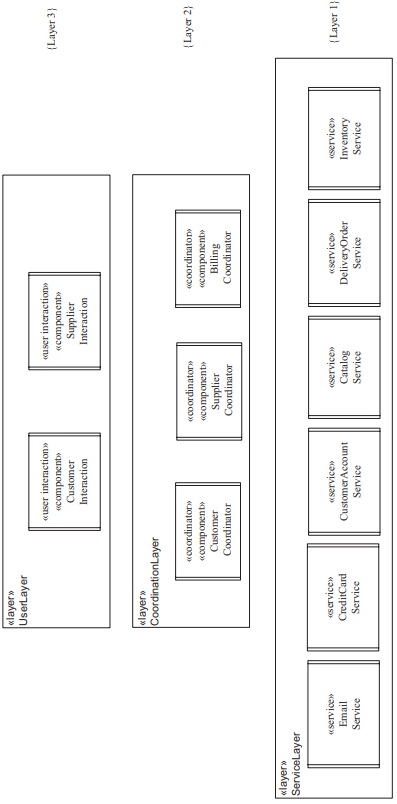 «layer»
UserLayer
«user interaction»
«component»
Customer
Interaction
«user interaction»
«component»
Supplier
Interaction
{Layer 3}
«layer»
CoordinationLayer
«coordinator»
«component»
Customer
Coordinator
«coordinator»
«component»
Supplier
Coordinator
«coordinator»
«component»
Billing
Coordinator
{Layer 2}
«layer»
ServiceLayer
«service»
Email
Service
«service»
CreditCard
Service
«service»
CustomerAccount
Service
«service»
Catalog
Service
«service»
DeliveryOrder
Service
«service»
Inventory
Service
{Layer 1}